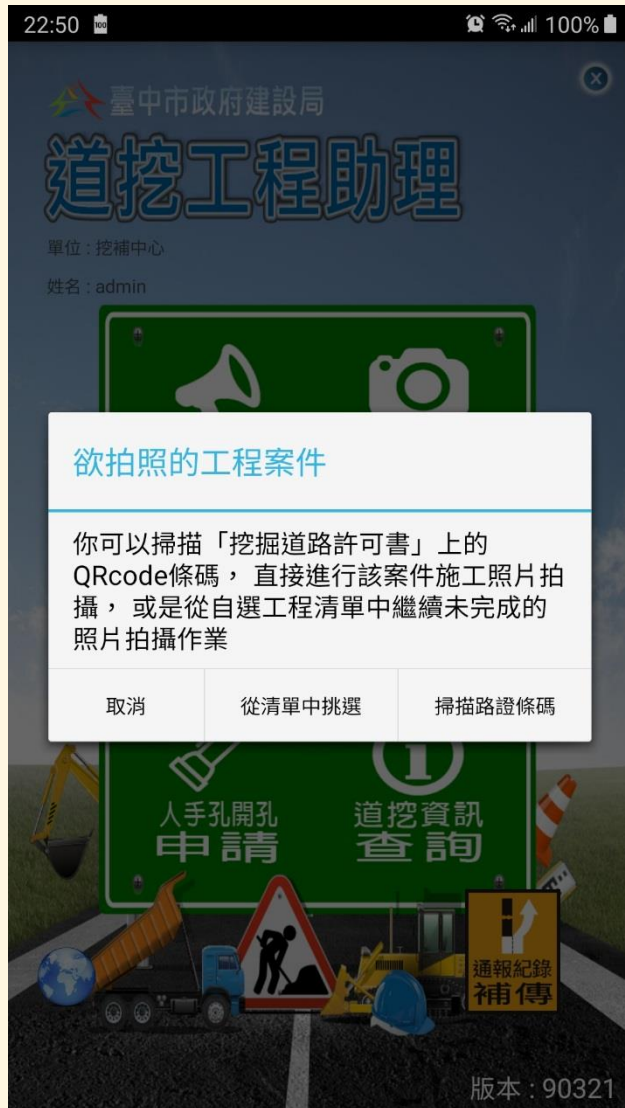 22:50
100
100%
臺中市政府建設局
道挖工程助理
單位 : 挖補中心
姓名 : admin
欲拍照的工程案件
你可以掃描「挖掘道路許可書」上的
QRcode條碼， 直接進行該案件施工照片拍
攝， 或是從自選工程清單中繼續未完成的
照片拍攝作業
取消
從清單中挑選
掃描路證條碼
人手孔開孔
申請
道挖資訊
查詢
通報紀錄
補傳
版本 : 90321